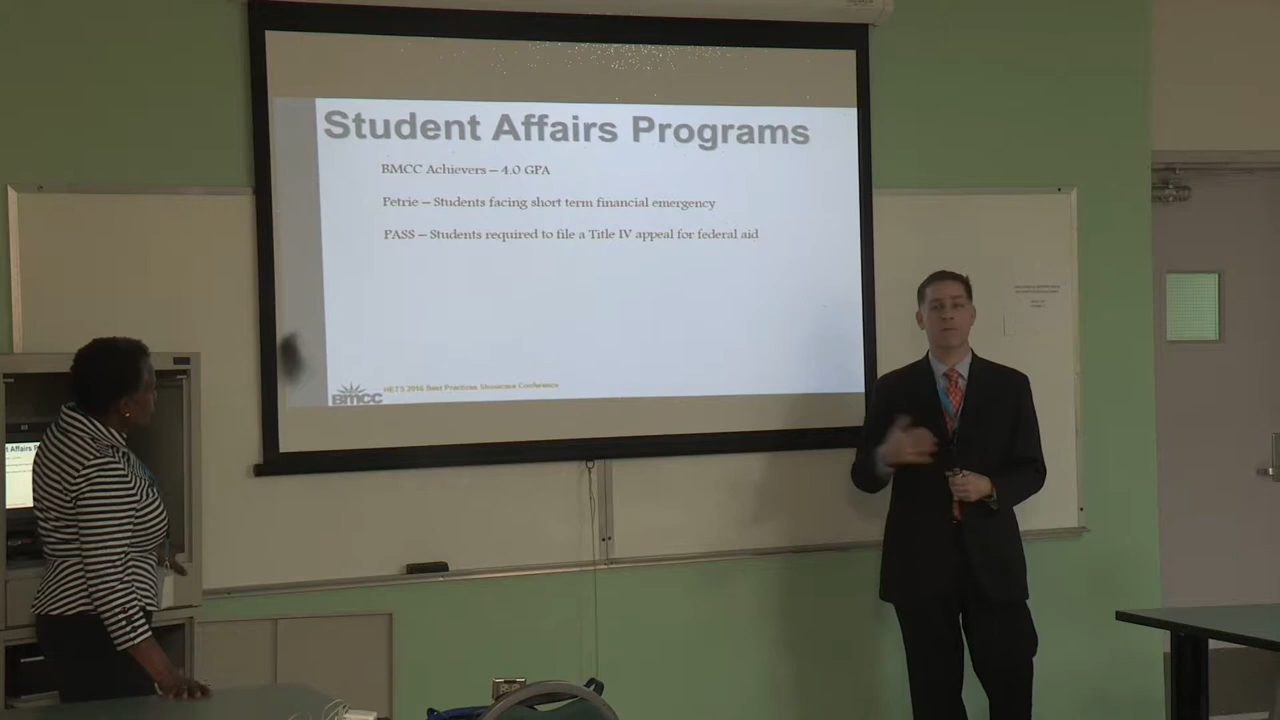 Student Affairs Programs
BMCC Achievers – 4.0 GPA
Petrie – Students facing short term financial emergency
PASS – Students required to file a Title IV appeal for federal aid
BMCC
HETS 2016 Best Practices Showcase Conference
t Affairs P